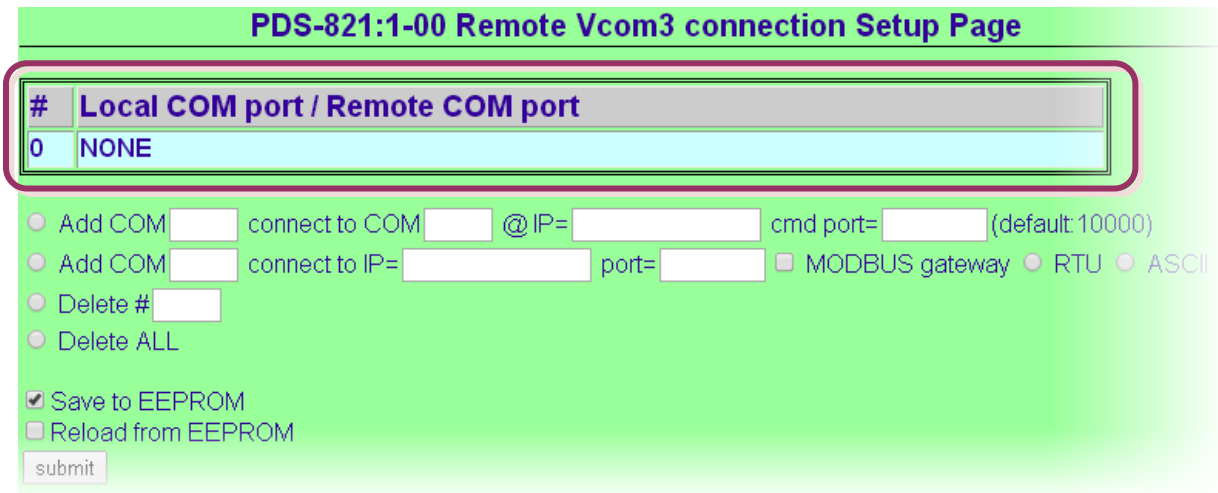 PDS-821:1-00 Remote Vcom3 connection Setup Page
# Local COM port / Remote COM port
0 NONE
Add COM connect to COM @ IP= cmd port= (default:10000)
Add COM connect to IP= port= MODBUS gateway RTU ASCII
Delete #
Delete ALL
Save to EEPROM
Reload from EEPROM
submit